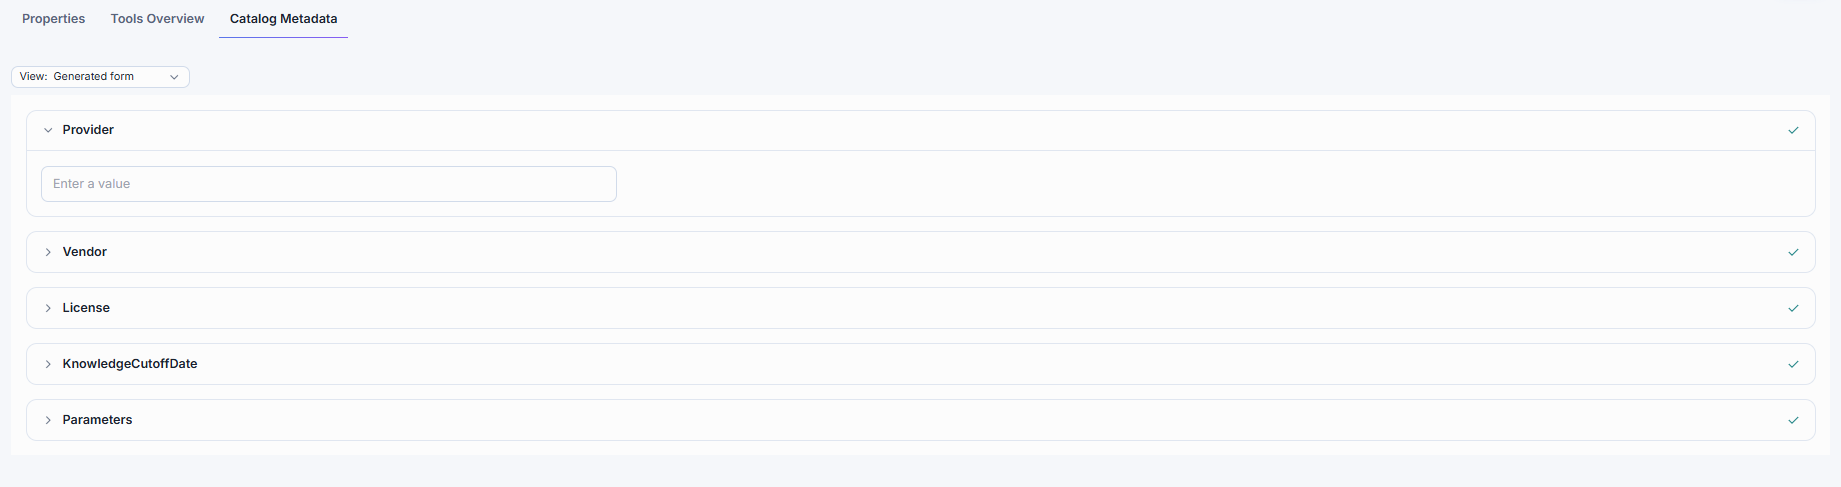 Properties Tools Overview Catalog Metadata
View: Generated form
Provider
Enter a value
Vendor
License
KnowledgeCutoffDate
Parameters